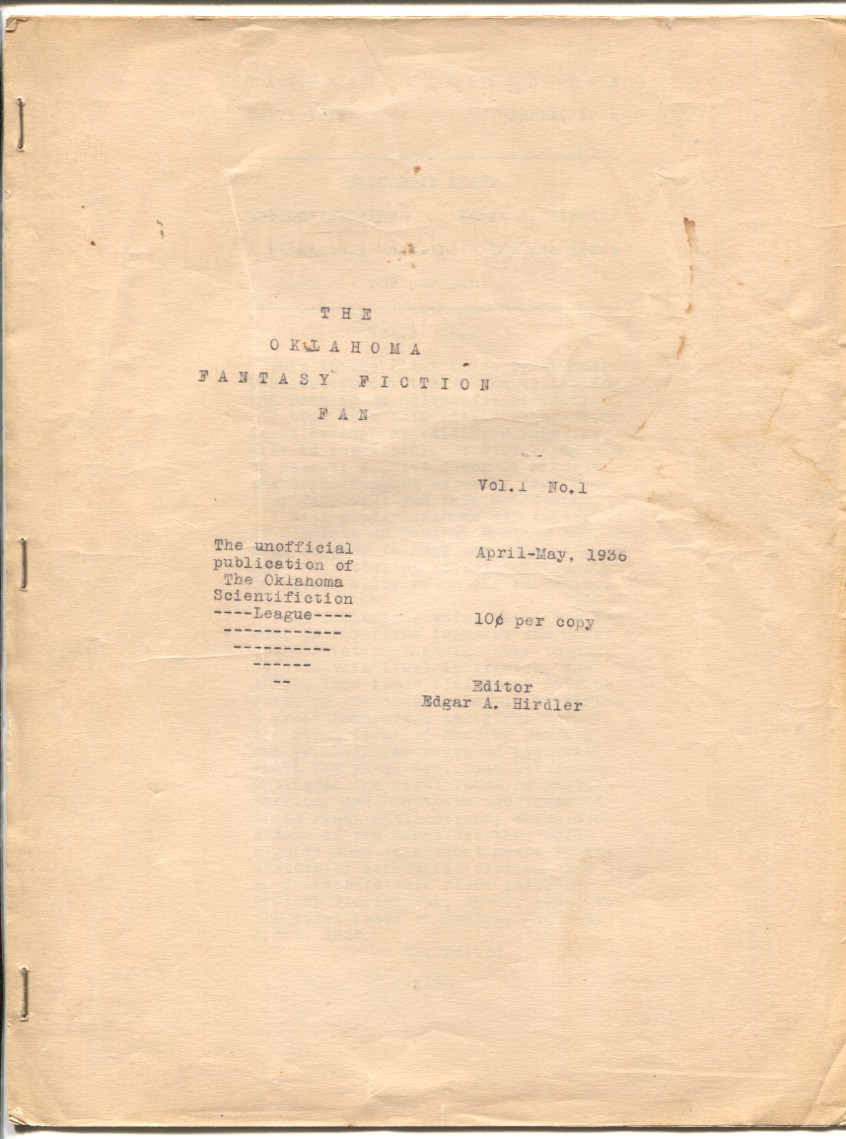 T H E
O K L A H O M A
F A N T A S Y  F I C T I O N
F A N
Vol.1 No.1
The unofficial
publication of
The Oklahoma
Scientifiction
----League----
------------
----------
------
--
April-May, 1936
10¢ per copy
Editor
Edgar A. Hirdler